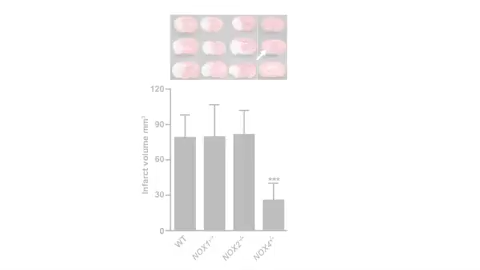 120
90
60
30
0
Infarct volume mm³
***
WT
NOX1⁻/⁻
NOX2⁻/⁻
NOX4⁻/⁻